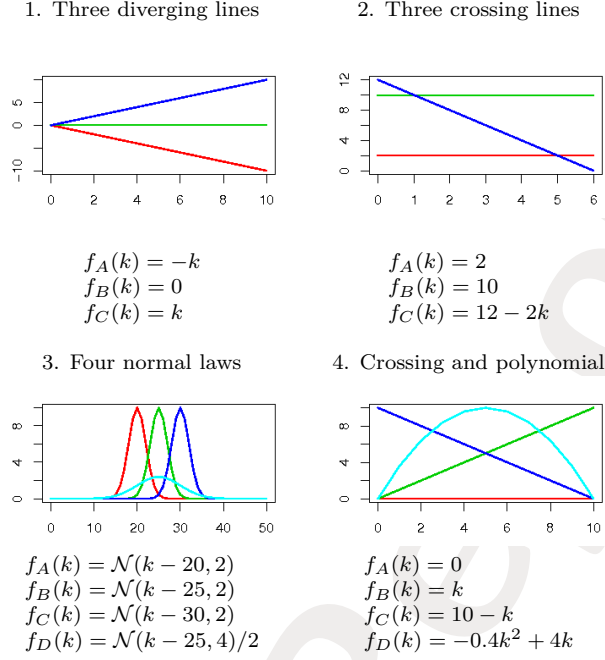 1. Three diverging lines
2. Three crossing lines
5
0
−10
0 2 4 6 8 10
12
8
4
0
0 1 2 3 4 5 6
f_A(k) = −k
f_B(k) = 0
f_C(k) = k
f_A(k) = 2
f_B(k) = 10
f_C(k) = 12 − 2k
3. Four normal laws
4. Crossing and polynomial
8
4
0
0 10 20 30 40 50
8
4
0
0 2 4 6 8 10
f_A(k) = N(k − 20, 2)
f_B(k) = N(k − 25, 2)
f_C(k) = N(k − 30, 2)
f_D(k) = N(k − 25, 4)/2
f_A(k) = 0
f_B(k) = k
f_C(k) = 10 − k
f_D(k) = −0.4k² + 4k